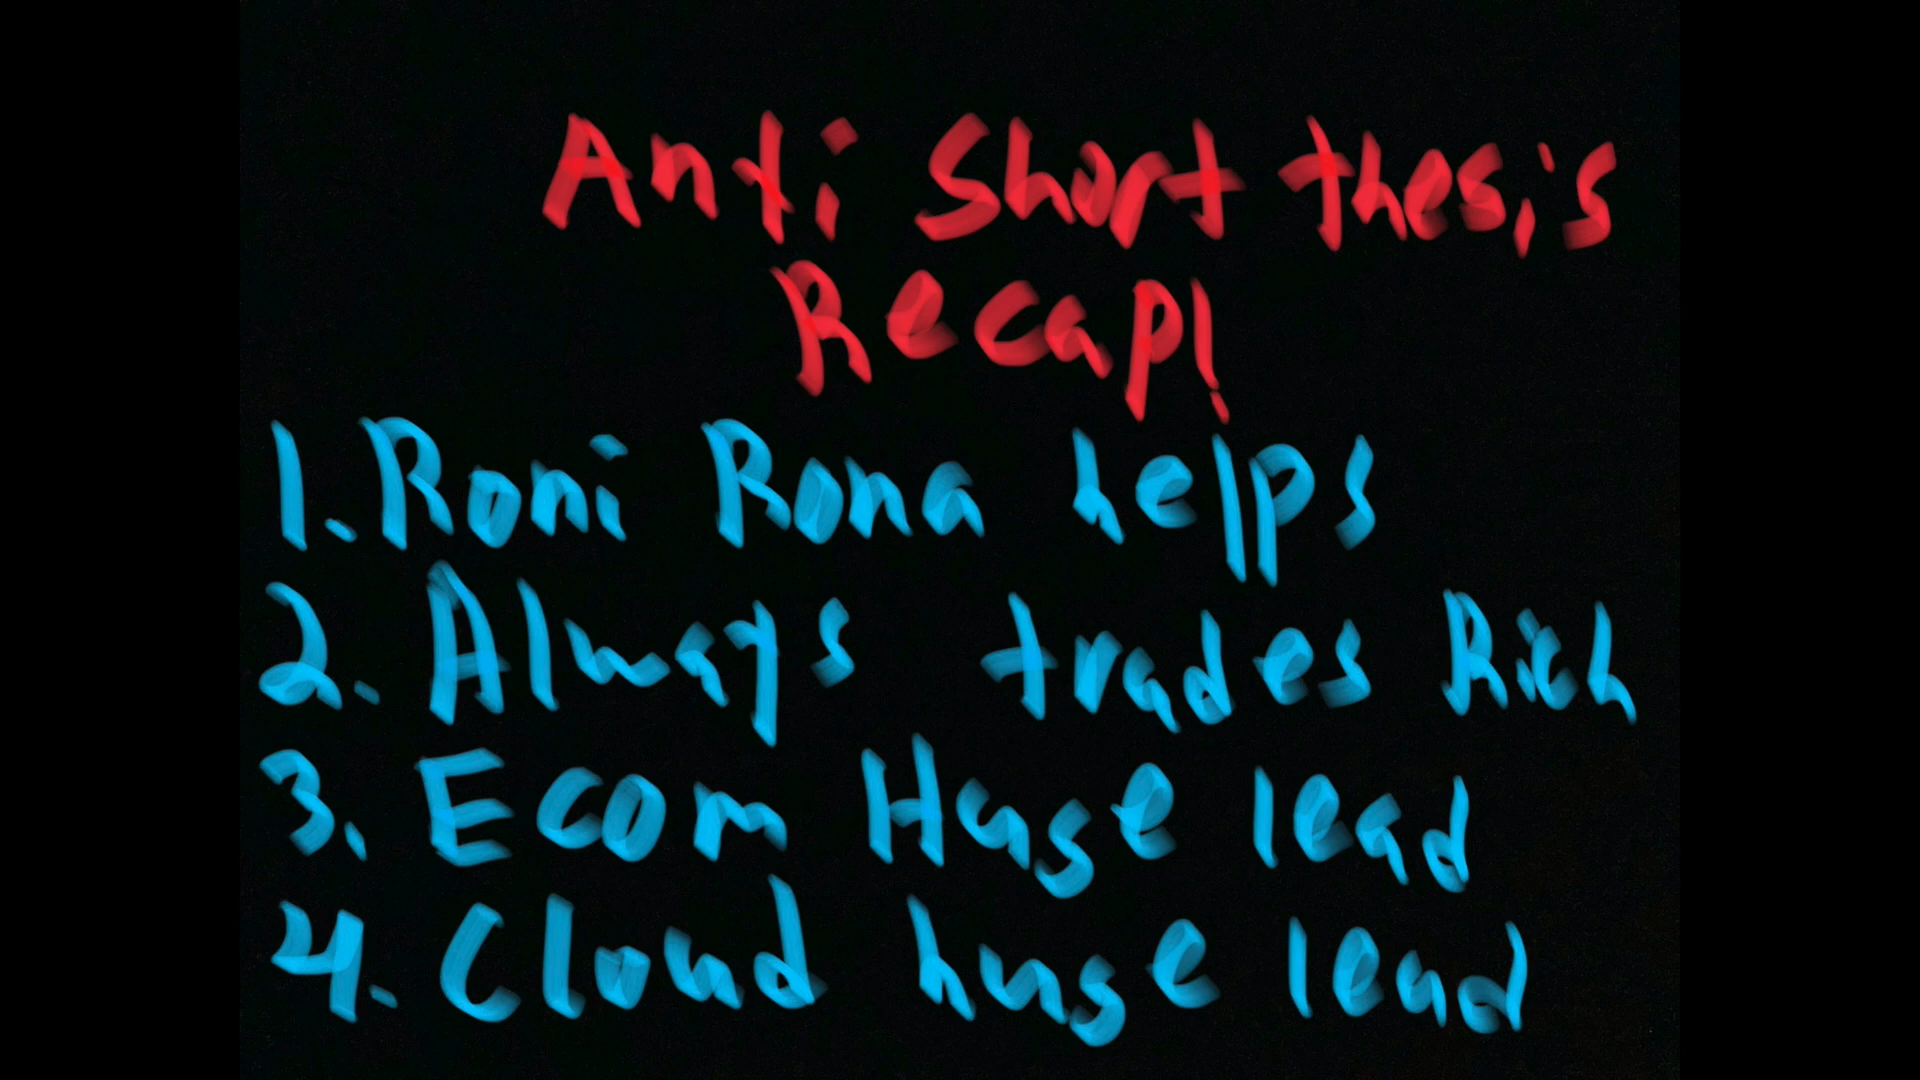 Anti Short thesis
Recap!
1. Roni Rona helps
2. Always trades Rich
3. Ecom Huge lead
4. Cloud huge lead